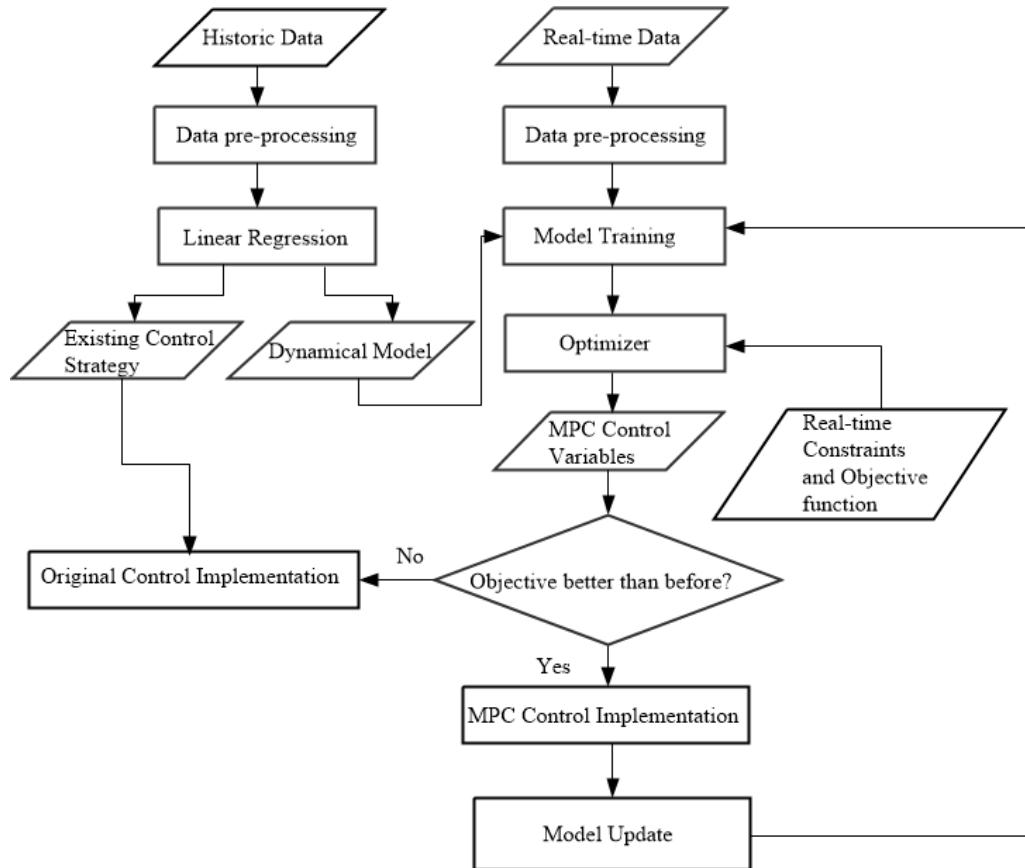 Historic Data
Real-time Data
Data pre-processing
Data pre-processing
Linear Regression
Model Training
Existing Control
Strategy
Dynamical Model
Optimizer
MPC Control
Variables
Real-time
Constraints
and Objective
function
No
Original Control Implementation
Objective better than before?
Yes
MPC Control Implementation
Model Update